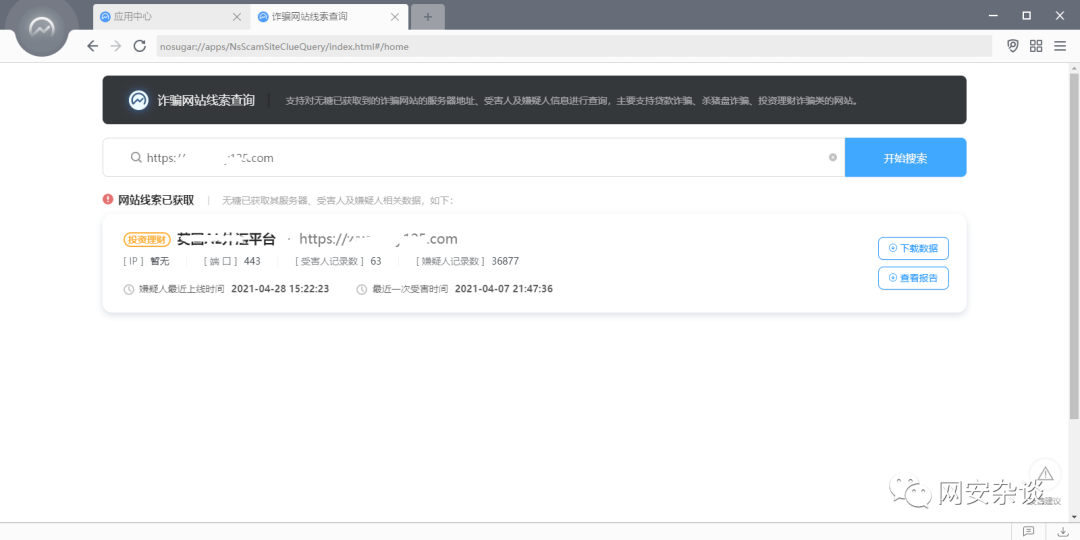 应用中心
诈骗网站线索查询
nosugar://apps/NsScamSiteClueQuery/index.html#/home
诈骗网站线索查询 支持对无糖已获取到的诈骗网站的服务器地址、受害人及嫌疑人信息进行查询，主要支持贷款诈骗、杀猪盘诈骗、投资理财诈骗类的网站。
https:// .com 开始搜索
网站线索已获取 | 无糖已获取其服务器、受害人及嫌疑人相关数据，如下：
投资理财 平台 · https:// .com
[ IP ] 暂无 [ 端 口 ] 443 [ 受害人记录数 ] 63 [ 嫌疑人记录数 ] 36877
嫌疑人最近上线时间 2021-04-28 15:22:23 最近一次受害时间 2021-04-07 21:47:36
下载数据
查看报告
网安杂谈
建议